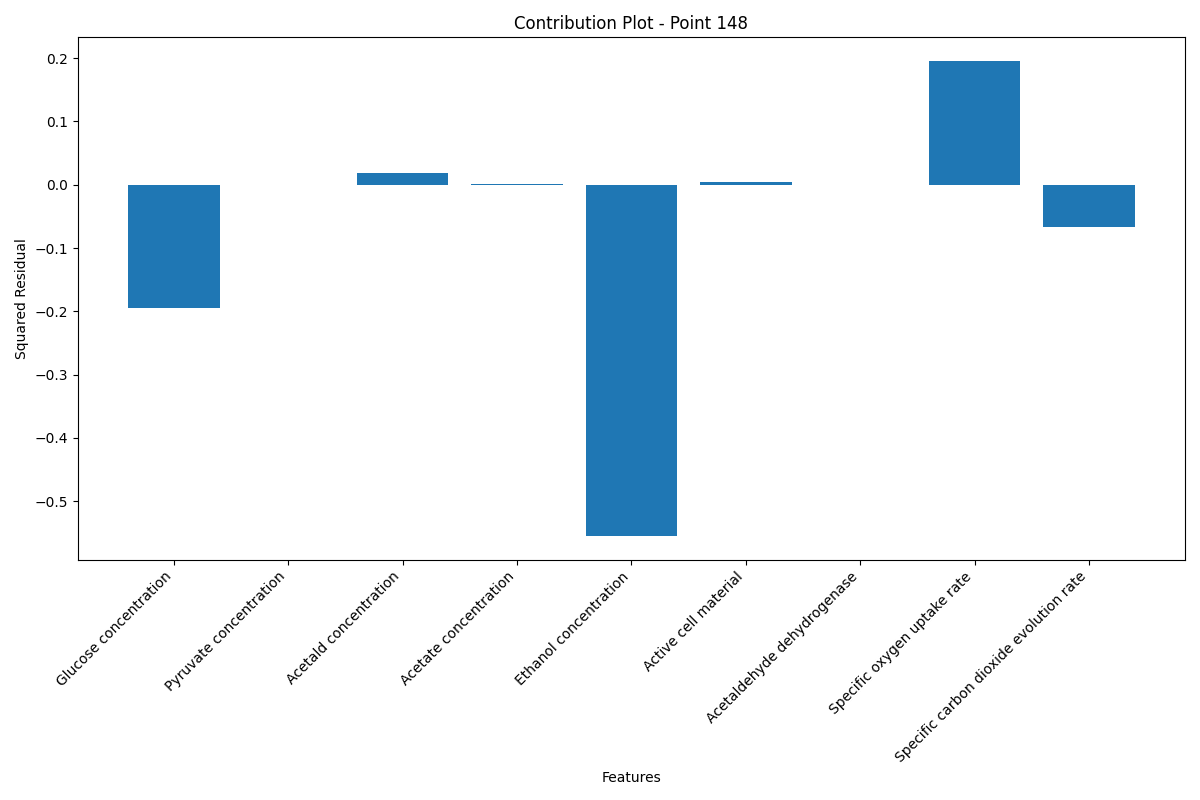 Contribution Plot - Point 148
Squared Residual
0.2
0.1
0.0
−0.1
−0.2
−0.3
−0.4
−0.5
Glucose concentration
Pyruvate concentration
Acetald concentration
Acetate concentration
Ethanol concentration
Active cell material
Acetaldehyde dehydrogenase
Specific oxygen uptake rate
Specific carbon dioxide evolution rate
Features